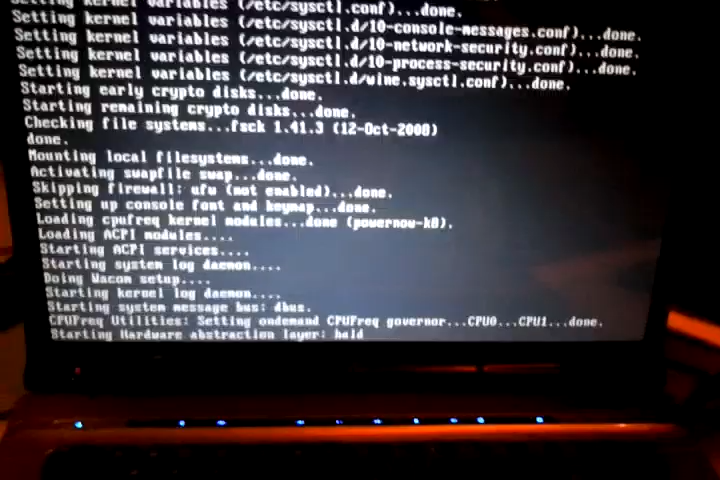 Setting kernel variables (/etc/sysctl.conf)...done.
Setting kernel variables (/etc/sysctl.d/10-console-messages.conf)...done.
Setting kernel variables (/etc/sysctl.d/10-network-security.conf)...done.
Setting kernel variables (/etc/sysctl.d/10-process-security.conf)...done.
Setting kernel variables (/etc/sysctl.d/wine.sysctl.conf)...done.
Starting early crypto disks...done.
Starting remaining crypto disks...done.
Checking file systems...fsck 1.41.3 (12-Oct-2008)
done.
Mounting local filesystems...done.
Activating swapfile swap...done.
Skipping firewall: ufw (not enabled)...done.
Setting up console font and keymap...done.
Loading cpufreq kernel modules...done (powernow-k8).
Loading ACPI modules....
Starting ACPI services....
Starting system log daemon....
Doing Wacom setup....
Starting kernel log daemon....
Starting system message bus: dbus.
CPUFreq Utilities: Setting ondemand CPUFreq governor...CPU0...CPU1...done.
Starting Hardware abstraction layer: hald